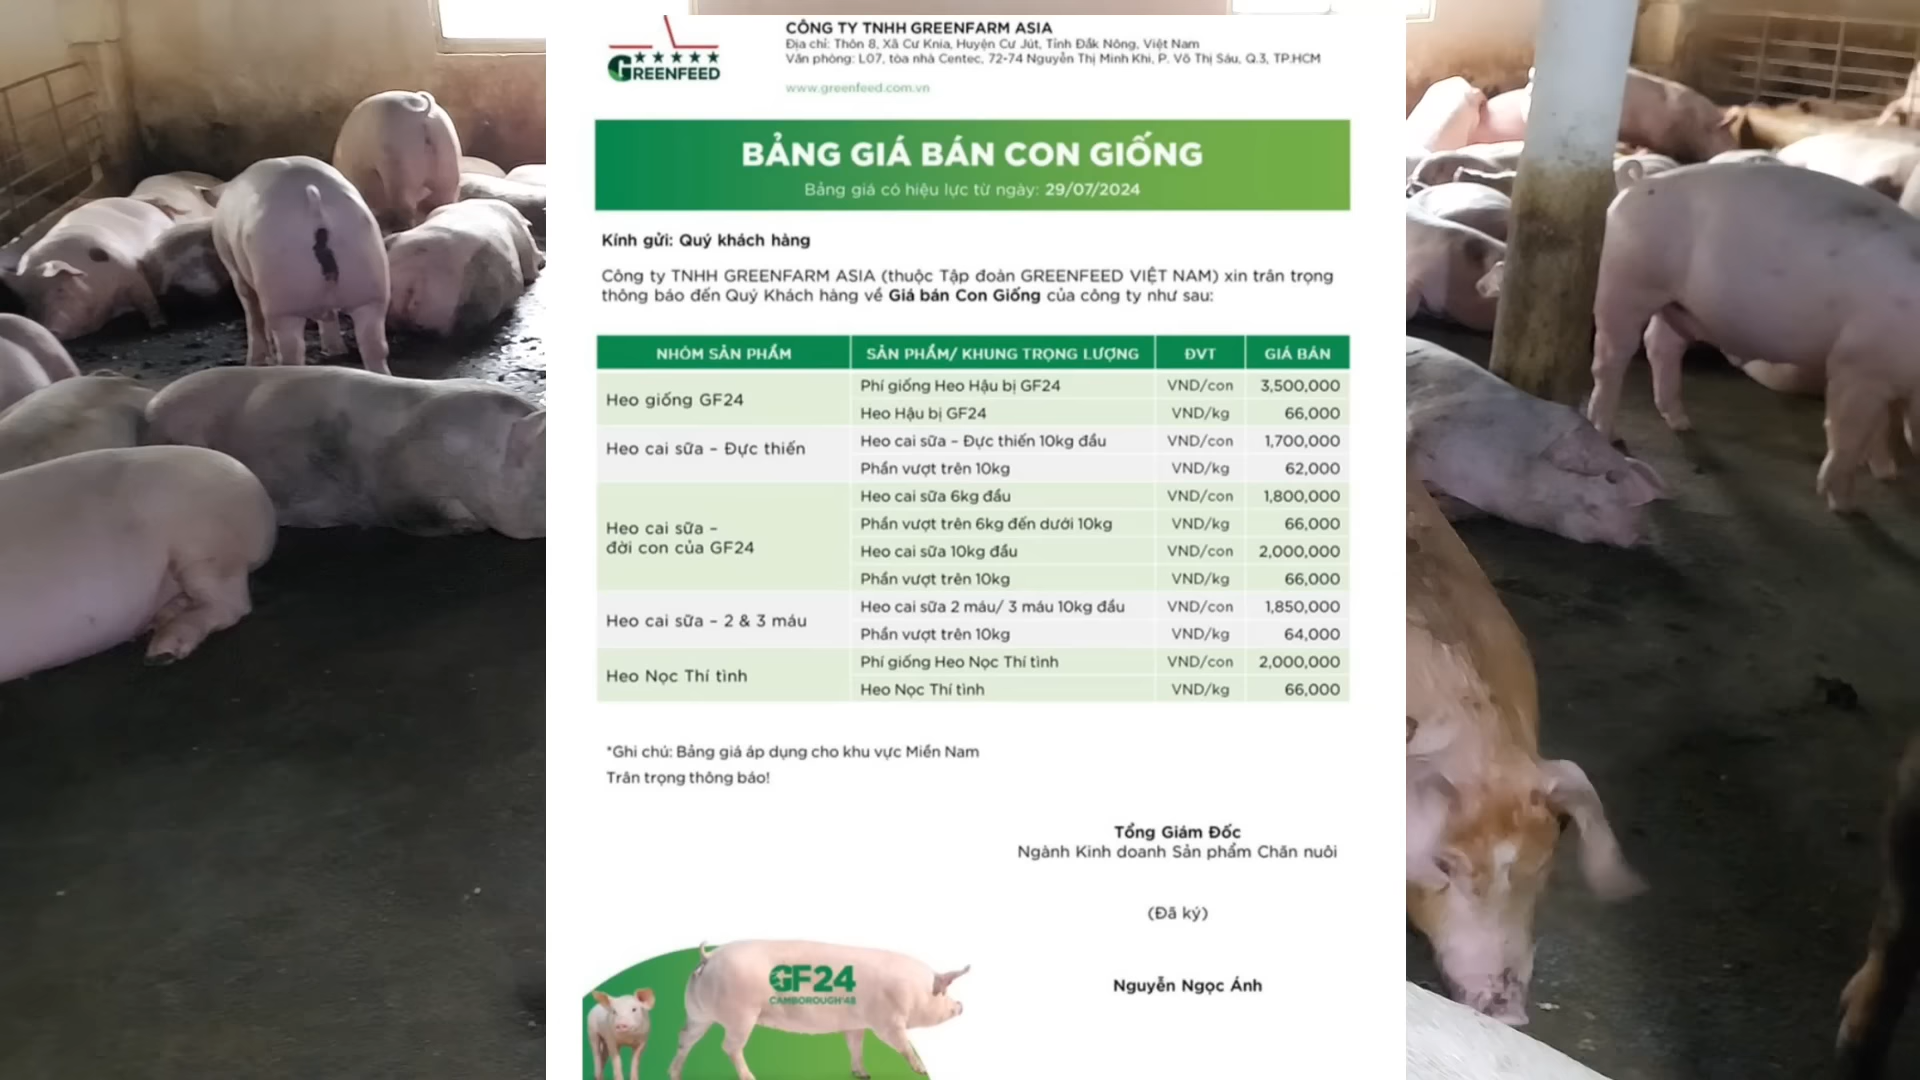 GREENFEED
CÔNG TY TNHH GREENFARM ASIA
Địa chỉ: Thôn 8, Xã Cư Knia, Huyện Cư Jút, Tỉnh Đắk Nông, Việt Nam
Văn phòng: L07, tòa nhà Centec, 72-74 Nguyễn Thị Minh Khi, P. Võ Thị Sáu, Q.3, TP.HCM
www.greenfeed.com.vn
BẢNG GIÁ BÁN CON GIỐNG
Bảng giá có hiệu lực từ ngày: 29/07/2024
Kính gửi: Quý khách hàng
Công ty TNHH GREENFARM ASIA (thuộc Tập đoàn GREENFEED VIỆT NAM) xin trân trọng
thông báo đến Quý Khách hàng về Giá bán Con Giống của công ty như sau:
NHÓM SẢN PHẨM SẢN PHẨM/ KHUNG TRỌNG LƯỢNG ĐVT GIÁ BÁN
Heo giống GF24
Phí giống Heo Hậu bị GF24 VND/con 3,500,000
Heo Hậu bị GF24 VND/kg 66,000
Heo cai sữa – Đực thiến
Heo cai sữa – Đực thiến 10kg đầu VND/con 1,700,000
Phần vượt trên 10kg VND/kg 62,000
Heo cai sữa –
đời con của GF24
Heo cai sữa 6kg đầu VND/con 1,800,000
Phần vượt trên 6kg đến dưới 10kg VND/kg 66,000
Heo cai sữa 10kg đầu VND/con 2,000,000
Phần vượt trên 10kg VND/kg 66,000
Heo cai sữa – 2 & 3 máu
Heo cai sữa 2 máu/ 3 máu 10kg đầu VND/con 1,850,000
Phần vượt trên 10kg VND/kg 64,000
Heo Nọc Thí tình
Phí giống Heo Nọc Thí tình VND/con 2,000,000
Heo Nọc Thí tình VND/kg 66,000
*Ghi chú: Bảng giá áp dụng cho khu vực Miền Nam
Trân trọng thông báo!
Tổng Giám Đốc
Ngành Kinh doanh Sản phẩm Chăn nuôi
(Đã ký)
Nguyễn Ngọc Ánh
GF24
CAMBOROUGH'48